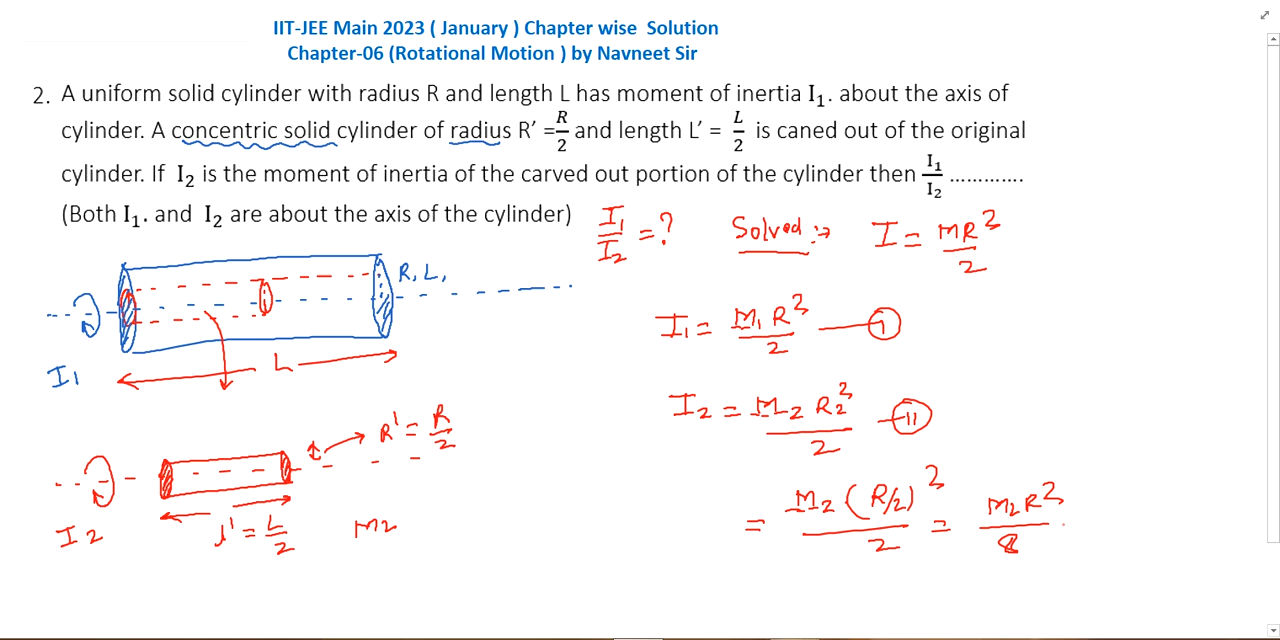 IIT-JEE Main 2023 ( January ) Chapter wise Solution
Chapter-06 (Rotational Motion ) by Navneet Sir
2. A uniform solid cylinder with radius R and length L has moment of inertia I₁. about the axis of
cylinder. A concentric solid cylinder of radius R′ =R/2 and length L′ = L/2 is caned out of the original
cylinder. If I₂ is the moment of inertia of the carved out portion of the cylinder then I₁/I₂ ............
(Both I₁. and I₂ are about the axis of the cylinder)
I₁/I₂ = ?
Solved :→ I = MR²/2
R, L,
I₁ = M₁R²/2 — (1)
L
I₁
I₂ = M₂R₂²/2 — (11)
R' = R/2
= M₂(R/2)²/2 = M₂R²/8
I₂
l' = L/2
M₂